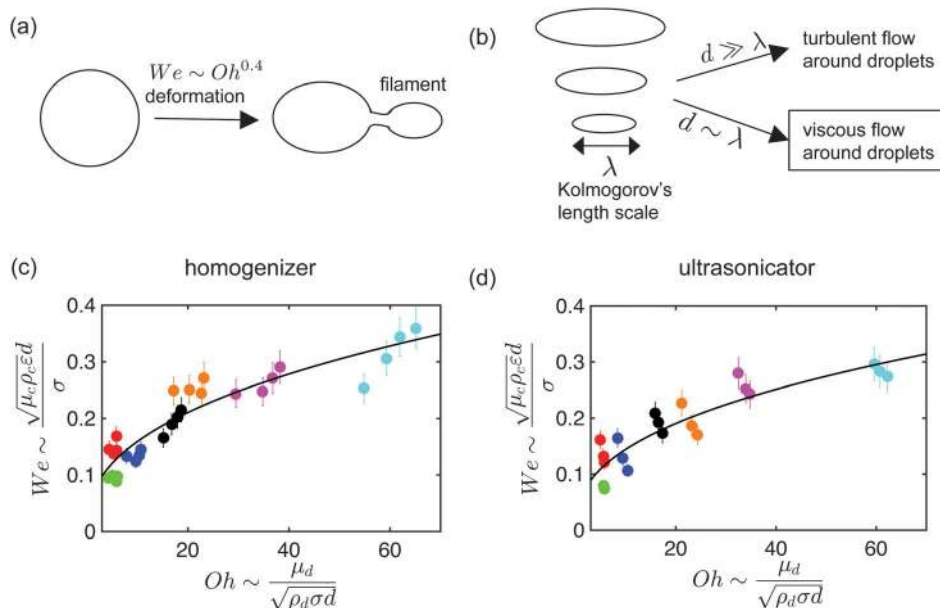 (a)
We ~ Oh^0.4
deformation
filament
(b)
d ≫ λ
turbulent flow
around droplets
d ~ λ
viscous flow
around droplets
λ
Kolmogorov's
length scale
(c)
homogenizer
We ~ √(μ_c ρ_c ε) d / σ
0.4
0.3
0.2
0.1
0
20
40
60
Oh ~ μ_d / √(ρ_d σ d)
(d)
ultrasonicator
We ~ √(μ_c ρ_c ε) d / σ
0.4
0.3
0.2
0.1
0
20
40
60
Oh ~ μ_d / √(ρ_d σ d)